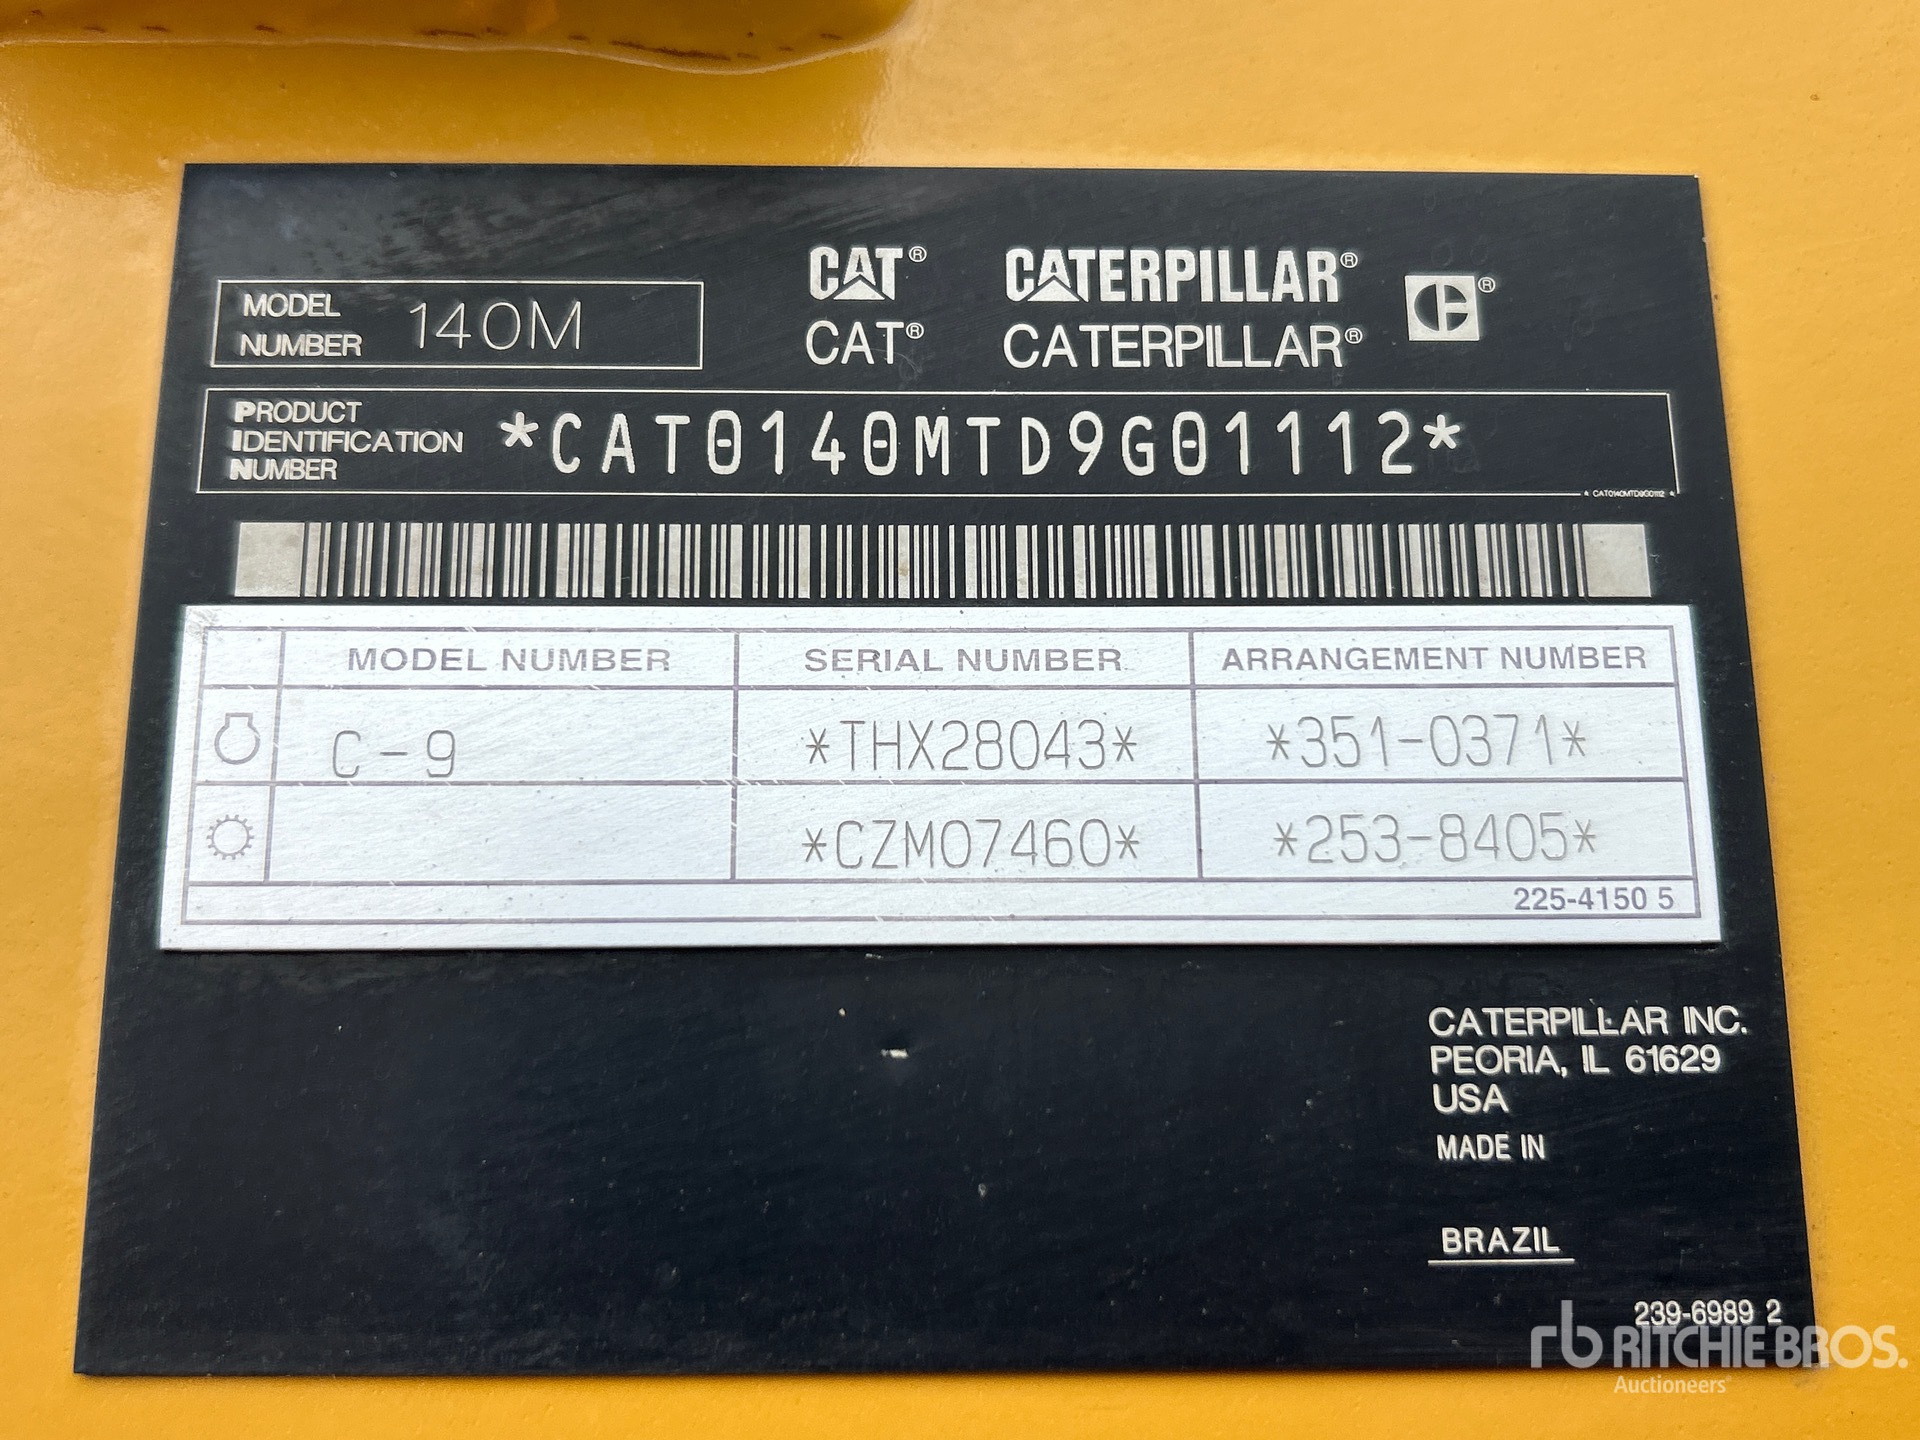 CAT® CATERPILLAR® C®
MODEL NUMBER 140M
CAT® CATERPILLAR®
PRODUCT IDENTIFICATION NUMBER *CAT0140MTD9G01112*
* CAT0140MTD9G01112 *
MODEL NUMBER SERIAL NUMBER ARRANGEMENT NUMBER
C-9 *THX28043* *351-0371*
*CZM07460* *253-8405*
225-4150 5
CATERPILLAR INC.
PEORIA, IL 61629
USA
MADE IN
BRAZIL
239-6989 2
rb RITCHIE BROS.
Auctioneers